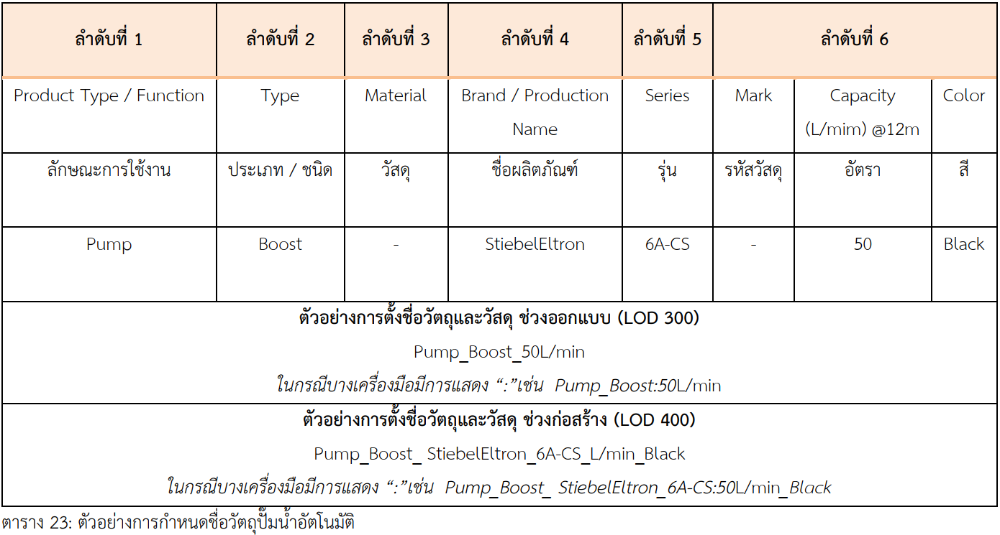 ลำดับที่ 1 ลำดับที่ 2 ลำดับที่ 3 ลำดับที่ 4 ลำดับที่ 5 ลำดับที่ 6
Product Type / Function Type Material Brand / Production Series Mark Capacity Color
Name (L/mim) @12m
ลักษณะการใช้งาน ประเภท / ชนิด วัสดุ ชื่อผลิตภัณฑ์ รุ่น รหัสวัสดุ อัตรา สี
Pump Boost - StiebelEltron 6A-CS - 50 Black
ตัวอย่างการตั้งชื่อวัตถุและวัสดุ ช่วงออกแบบ (LOD 300)
Pump_Boost_50L/min
ในกรณีบางเครื่องมือมีการแสดง “:”เช่น Pump_Boost:50L/min
ตัวอย่างการตั้งชื่อวัตถุและวัสดุ ช่วงก่อสร้าง (LOD 400)
Pump_Boost_ StiebelEltron_6A-CS_L/min_Black
ในกรณีบางเครื่องมือมีการแสดง “:”เช่น Pump_Boost_ StiebelEltron_6A-CS:50L/min_Black
ตาราง 23: ตัวอย่างการกำหนดชื่อวัตถุปั๊มน้ำอัตโนมัติ